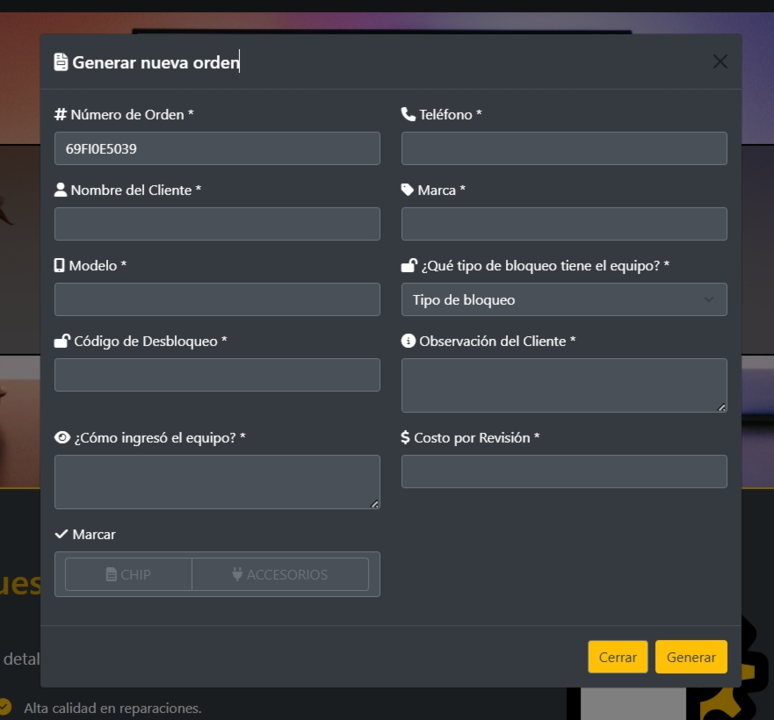 Generar nueva orden
# Número de Orden *
Teléfono *
69FI0E5039
Nombre del Cliente *
Marca *
Modelo *
¿Qué tipo de bloqueo tiene el equipo? *
Tipo de bloqueo
Código de Desbloqueo *
Observación del Cliente *
¿Cómo ingresó el equipo? *
$ Costo por Revisión *
Marcar
CHIP
ACCESORIOS
ues
detal
Cerrar
Generar
Alta calidad en reparaciones.